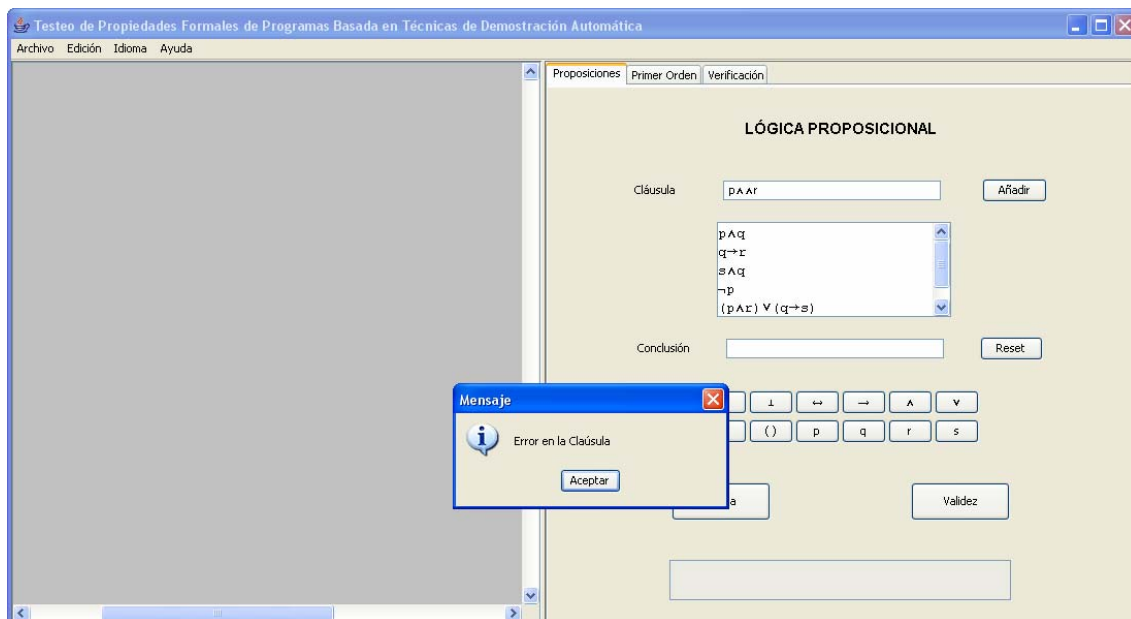 Testeo de Propiedades Formales de Programas Basada en Técnicas de Demostración Automática
Archivo Edición Idioma Ayuda
Proposiciones Primer Orden Verificación
LÓGICA PROPOSICIONAL
Cláusula p∧∧r Añadir
p∧q
q→r
s∧q
¬p
(p∧r)∨(q→s)
Conclusión Reset
Mensaje
Error en la Claúsula
Aceptar
⊥ ↔ → ∧ ∨
() p q r s
a Validez